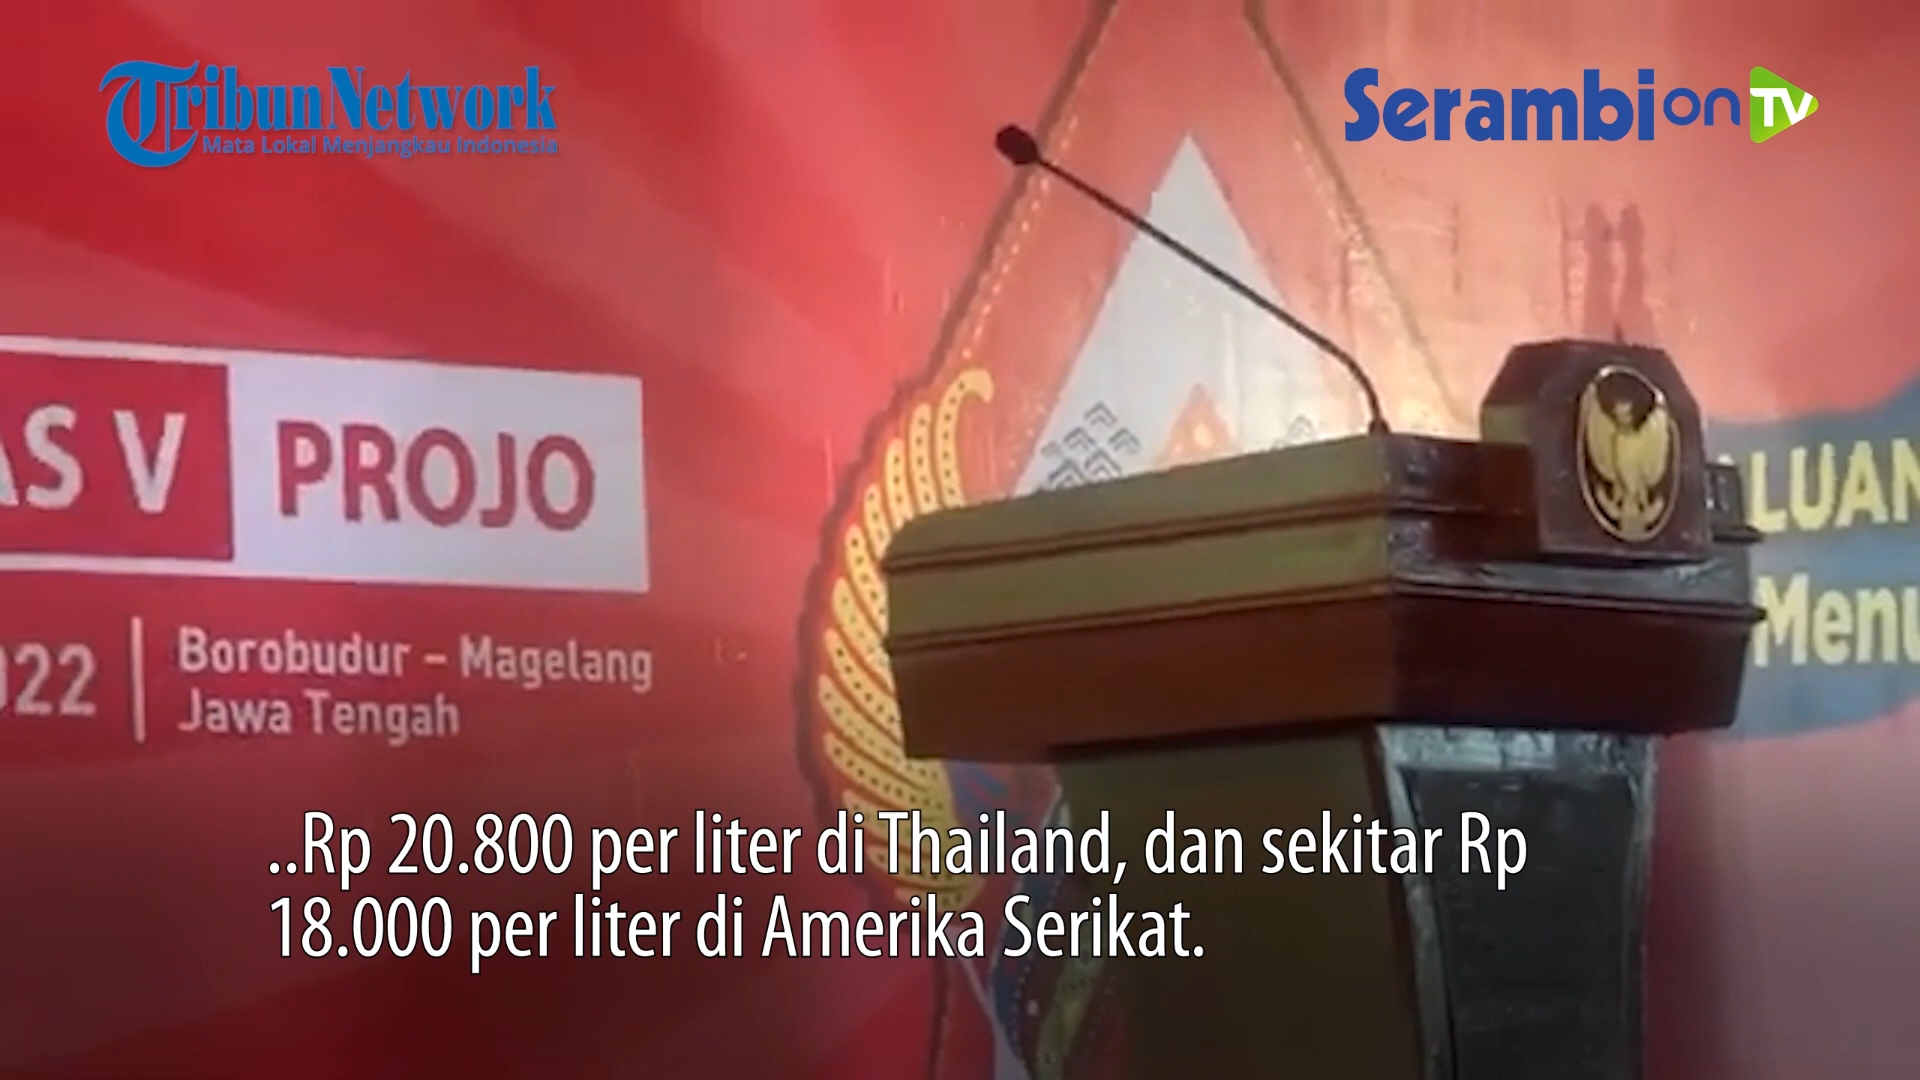 TribunNetwork
Mata Lokal Menjangkau Indonesia
Serambi on TV
AS V PROJO
022
Borobudur – Magelang
Jawa Tengah
LUAN
Menu
..Rp 20.800 per liter di Thailand, dan sekitar Rp
18.000 per liter di Amerika Serikat.